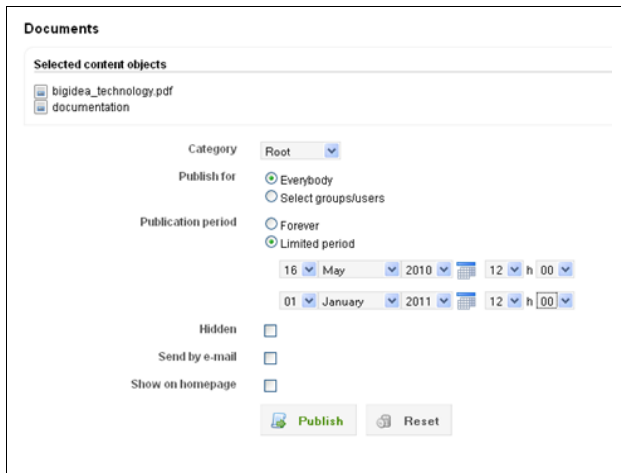 Documents
Selected content objects
bigidea_technology.pdf
documentation
Category Root
Publish for Everybody
Select groups/users
Publication period Forever
Limited period
16 May 2010 12 h 00
01 January 2011 12 h 00
Hidden
Send by e-mail
Show on homepage
Publish Reset